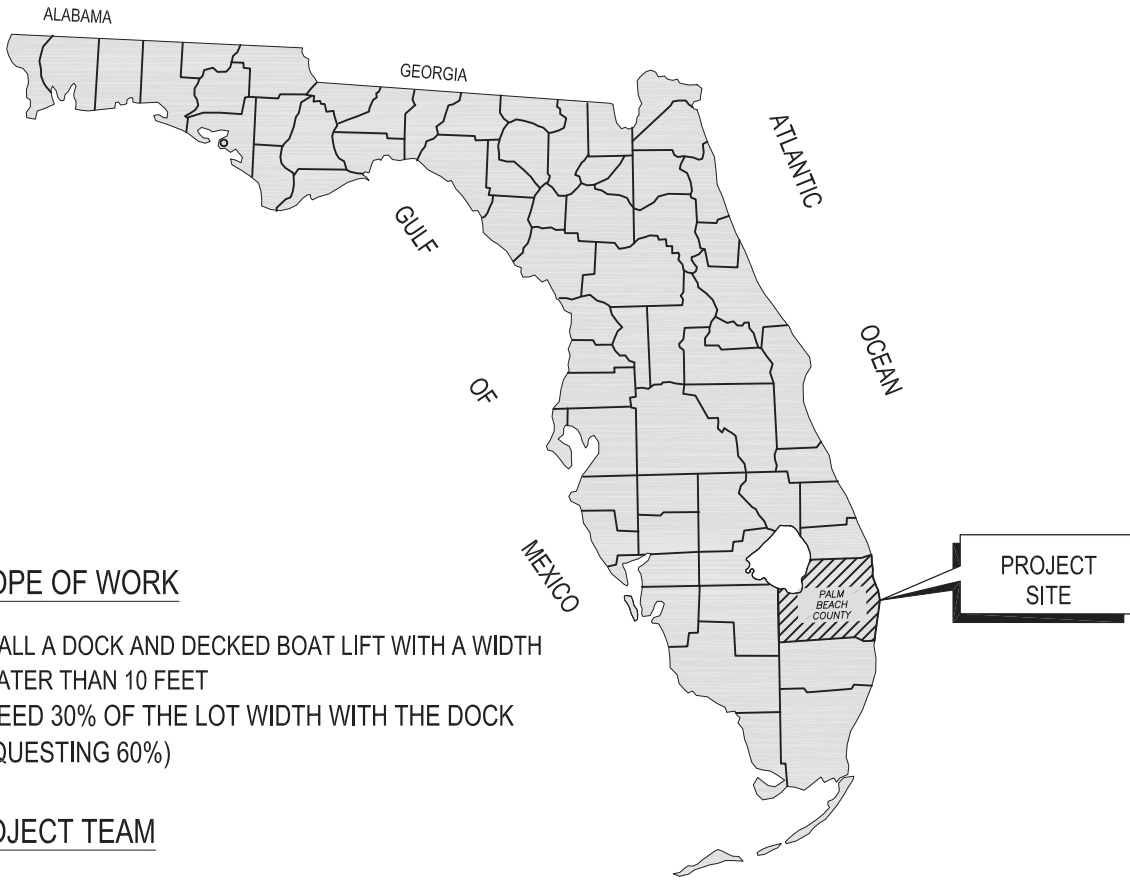 ALABAMA
GEORGIA
ATLANTIC
OCEAN
GULF
OF
MEXICO
PALM
BEACH
COUNTY
PROJECT
SITE
OPE OF WORK
ALL A DOCK AND DECKED BOAT LIFT WITH A WIDTH
ATER THAN 10 FEET
EED 30% OF THE LOT WIDTH WITH THE DOCK
QUESTING 60%)
OJECT TEAM